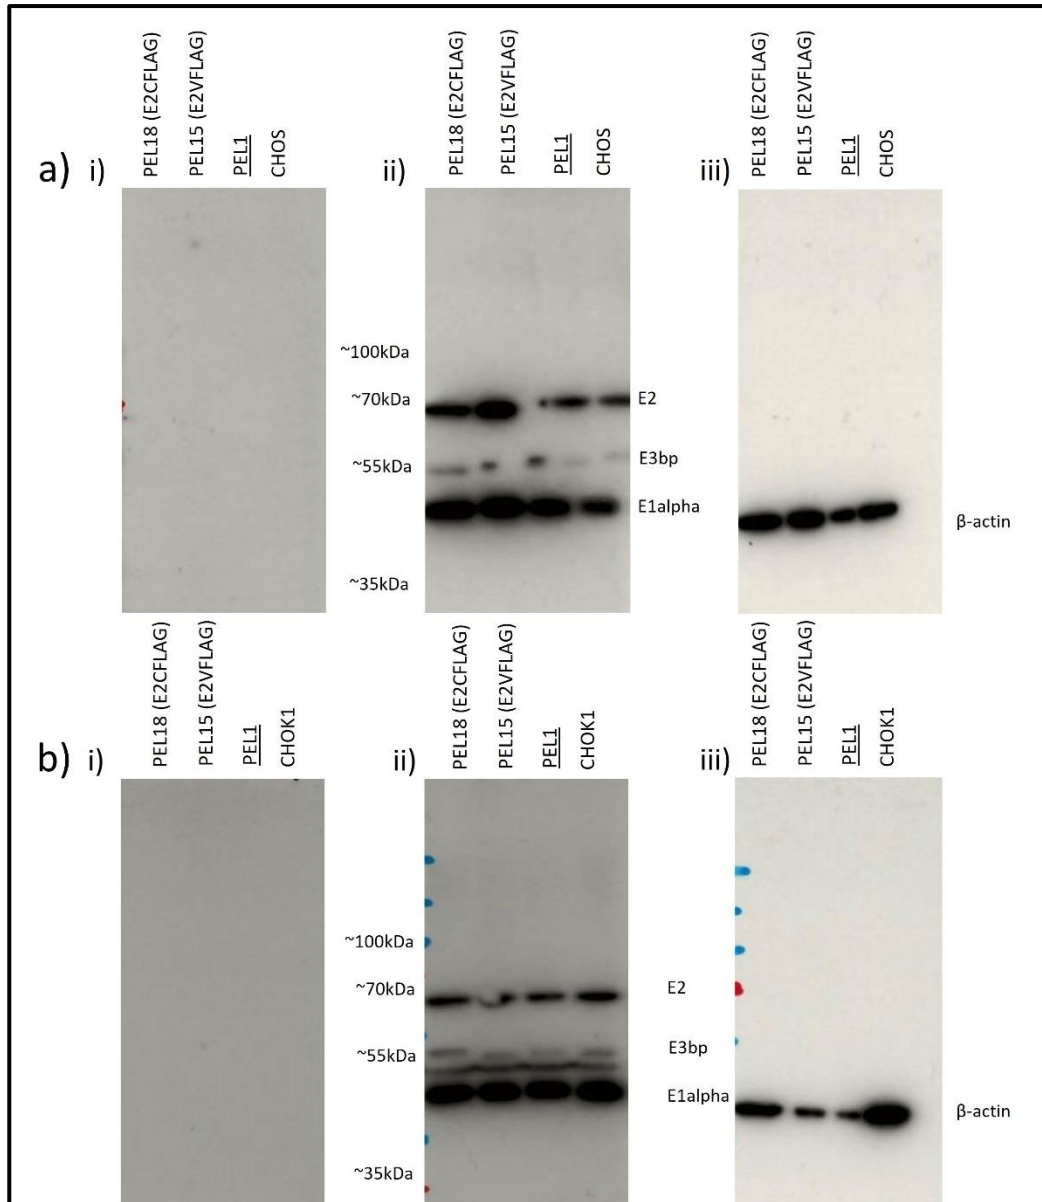 a)
i)
PEL18 (E2CFLAG)
PEL15 (E2VFLAG)
PEL1
CHOS
ii)
PEL18 (E2CFLAG)
PEL15 (E2VFLAG)
PEL1
CHOS
iii)
PEL18 (E2CFLAG)
PEL15 (E2VFLAG)
PEL1
CHOS
~100kDa
~70kDa
~55kDa
~35kDa
E2
E3bp
E1alpha
β-actin
b)
i)
PEL18 (E2CFLAG)
PEL15 (E2VFLAG)
PEL1
CHOK1
ii)
PEL18 (E2CFLAG)
PEL15 (E2VFLAG)
PEL1
CHOK1
iii)
PEL18 (E2CFLAG)
PEL15 (E2VFLAG)
PEL1
CHOK1
~100kDa
~70kDa
~55kDa
~35kDa
E2
E3bp
E1alpha
β-actin